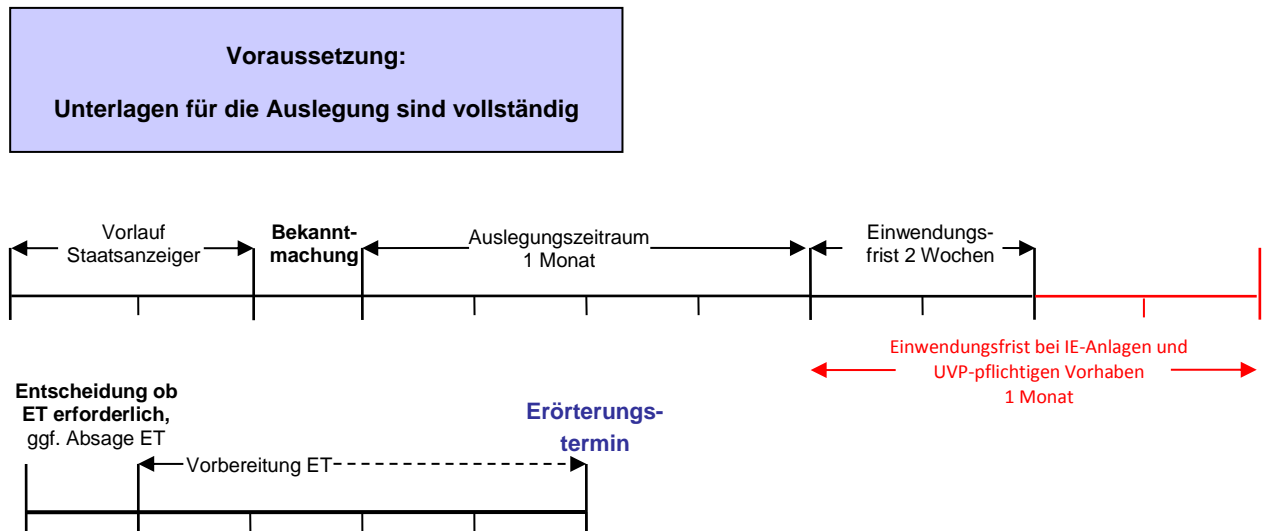 Voraussetzung:
Unterlagen für die Auslegung sind vollständig
Vorlauf
Staatsanzeiger
Bekannt-
machung
Auslegungszeitraum
1 Monat
Einwendungs-
frist 2 Wochen
Einwendungsfrist bei IE-Anlagen und
UVP-pflichtigen Vorhaben
1 Monat
Entscheidung ob
ET erforderlich,
ggf. Absage ET
Vorbereitung ET
Erörterungs-
termin